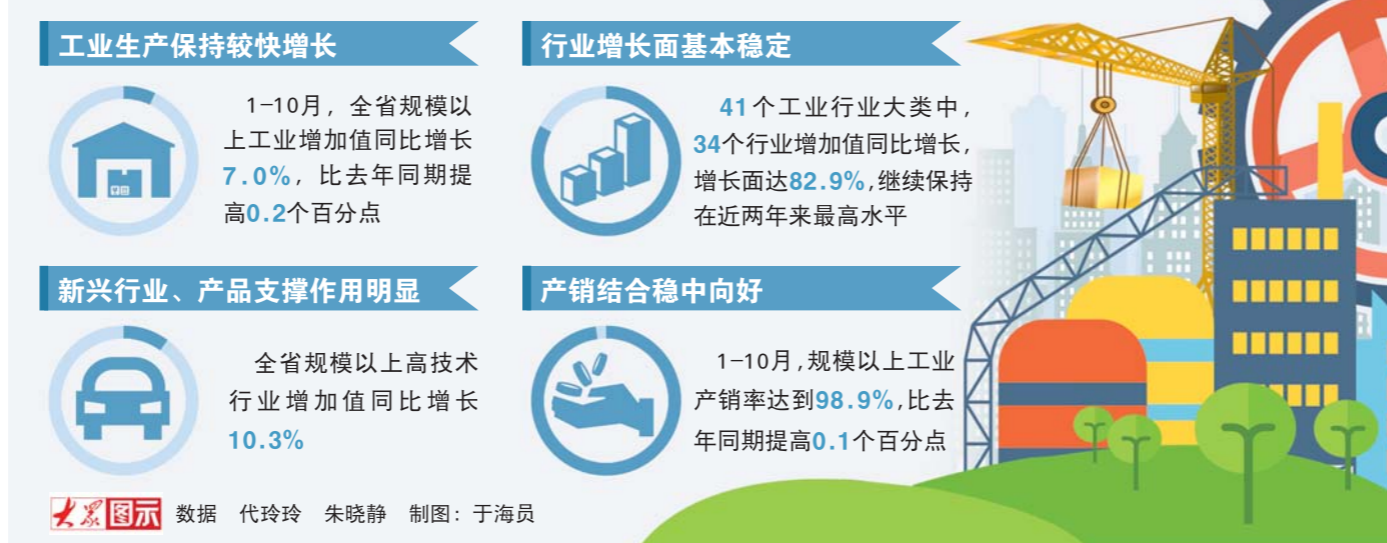 工业生产保持较快增长
1-10月，全省规模以
上工业增加值同比增长
7.0%，比去年同期提
高0.2个百分点
行业增长面基本稳定
41个工业行业大类中，
34个行业增加值同比增长，
增长面达82.9%，继续保持
在近两年来最高水平
新兴行业、产品支撑作用明显
全省规模以上高技术
行业增加值同比增长
10.3%
产销结合稳中向好
1-10月，规模以上工业
产销率达到98.9%，比去
年同期提高0.1个百分点
大众图示 数据 代玲玲 朱晓静 制图：于海员